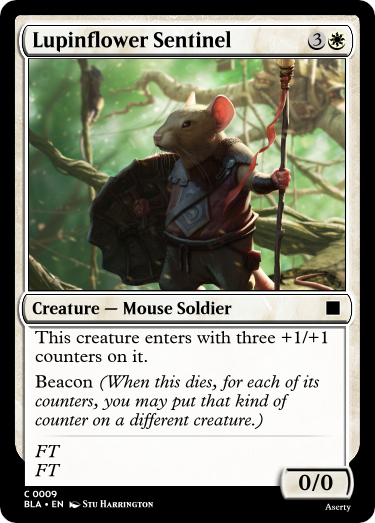 Lupinflower Sentinel 3
Creature — Mouse Soldier
This creature enters with three +1/+1
counters on it.
Beacon (When this dies, for each of its
counters, you may put that kind of
counter on a different creature.)
FT
FT
0/0
C 0009
BLA • EN Stu Harrington
Aserty